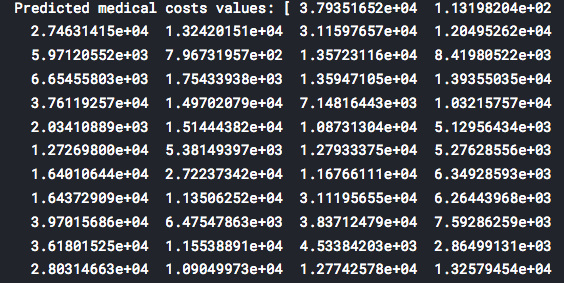 Predicted medical costs values: [ 3.79351652e+04 1.13198204e+02
2.74631415e+04 1.32420151e+04 3.11597657e+04 1.20495262e+04
5.97120552e+03 7.96731957e+02 1.35723116e+04 8.41980522e+03
6.65455803e+03 1.75433938e+03 1.35947105e+04 1.39355035e+04
3.76119257e+04 1.49702079e+04 7.14816443e+03 1.03215757e+04
2.03410889e+03 1.51444382e+04 1.08731304e+04 5.12956434e+03
1.27269800e+04 5.38149397e+03 1.27933375e+04 5.27628556e+03
1.64010644e+04 2.72237342e+04 1.16766111e+04 6.34928593e+03
1.64372909e+04 1.13506252e+04 3.11195655e+04 6.26443968e+03
3.97015686e+04 6.47547863e+03 3.83712479e+04 7.59286259e+03
3.61801525e+04 1.15538891e+04 4.53384203e+03 2.86499131e+03
2.80314663e+04 1.09049973e+04 1.27742578e+04 1.32579454e+04